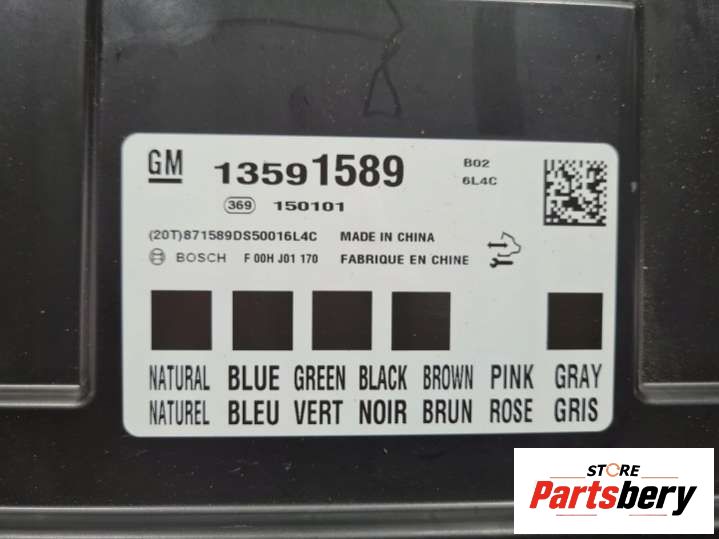 GM 13591589 B02
6L4C
369 150101
(20T)871589DS50016L4C MADE IN CHINA
BOSCH F 00H J01 170 FABRIQUE EN CHINE
NATURAL BLUE GREEN BLACK BROWN PINK GRAY
NATUREL BLEU VERT NOIR BRUN ROSE GRIS
STORE
Partsbery